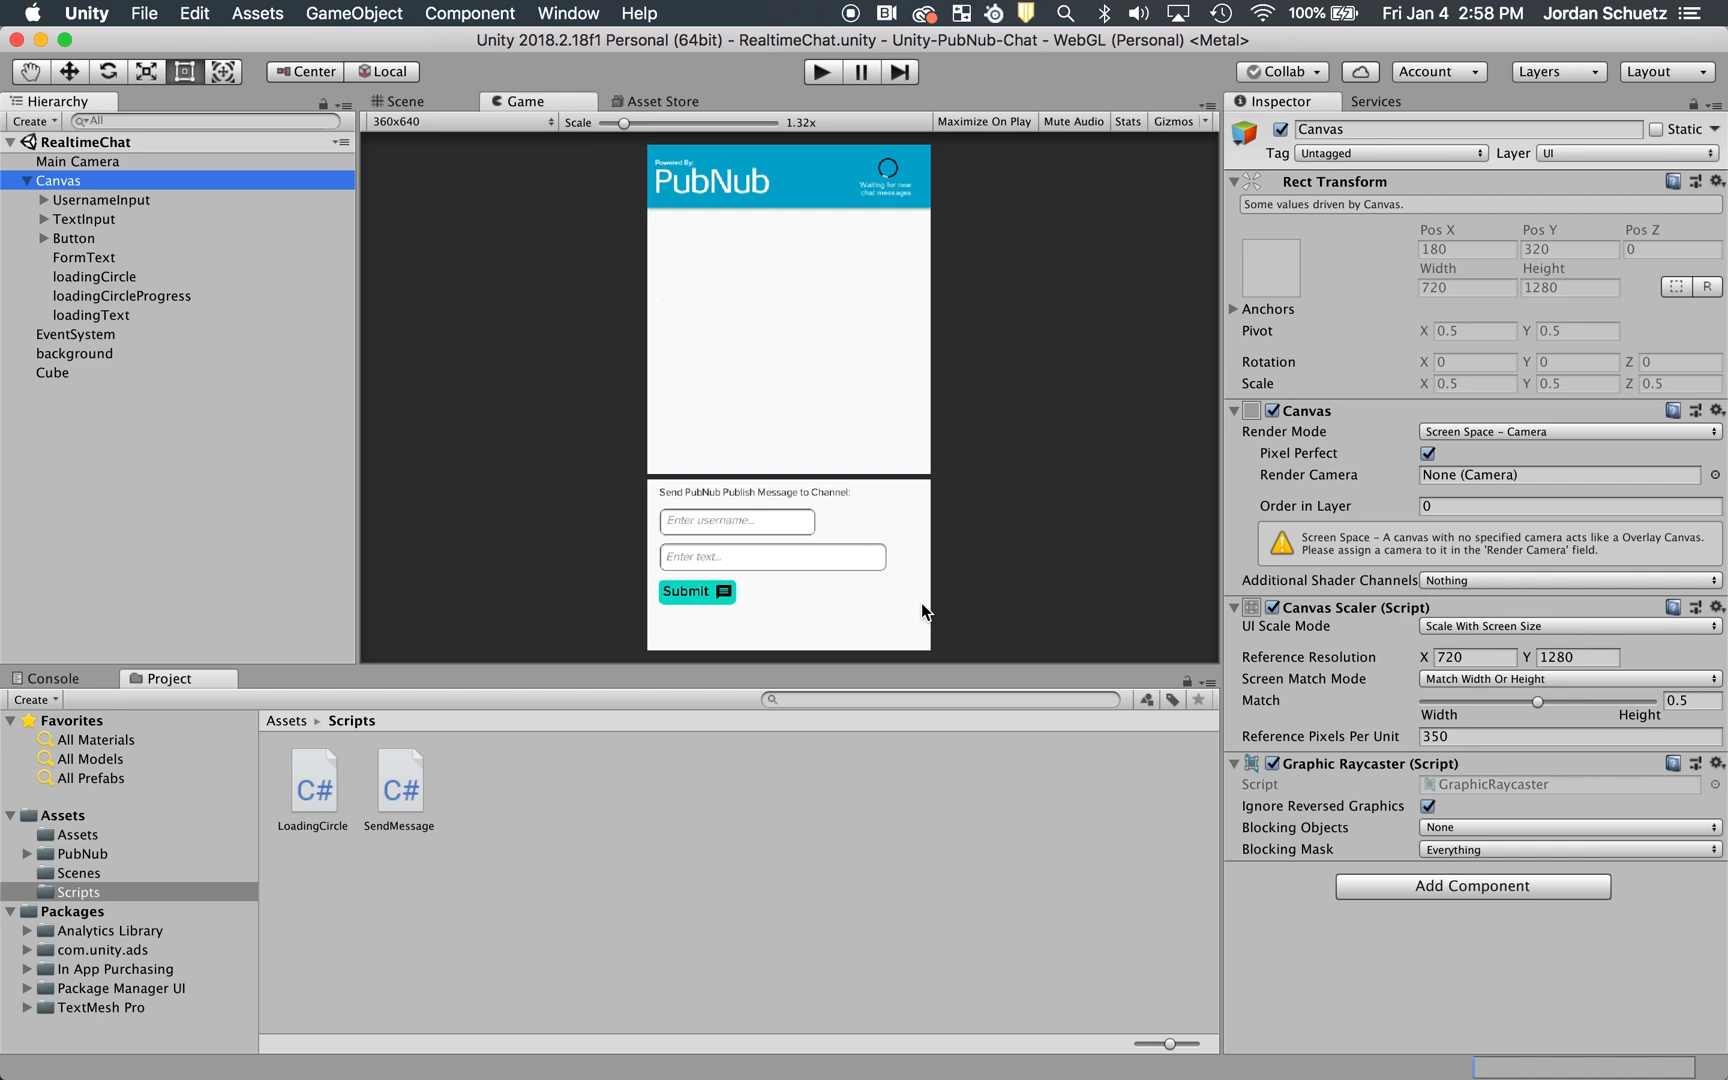 Unity File Edit Assets GameObject Component Window Help 100% Fri Jan 4 2:58 PM Jordan Schuetz
Unity 2018.2.18f1 Personal (64bit) - RealtimeChat.unity - Unity-PubNub-Chat - WebGL (Personal) <Metal>
Center Local Collab Account Layers Layout
Hierarchy
Create All
RealtimeChat
Main Camera
Canvas
UsernameInput
TextInput
Button
FormText
loadingCircle
loadingCircleProgress
loadingText
EventSystem
background
Cube
Scene Game Asset Store
360x640 Scale 1.32x Maximize On Play Mute Audio Stats Gizmos
Powered By:
PubNub
Waiting for new
chat messages
Send PubNub Publish Message to Channel:
Enter username...
Enter text...
Submit
Inspector Services
Canvas Static
Tag Untagged Layer UI
Rect Transform
Some values driven by Canvas.
Pos X Pos Y Pos Z
180 320 0
Width Height
720 1280 R
Anchors
Pivot X 0.5 Y 0.5
Rotation X 0 Y 0 Z 0
Scale X 0.5 Y 0.5 Z 0.5
Canvas
Render Mode Screen Space - Camera
Pixel Perfect
Render Camera None (Camera)
Order in Layer 0
Screen Space - A canvas with no specified camera acts like a Overlay Canvas.
Please assign a camera to it in the 'Render Camera' field.
Additional Shader Channels Nothing
Canvas Scaler (Script)
UI Scale Mode Scale With Screen Size
Reference Resolution X 720 Y 1280
Screen Match Mode Match Width Or Height
Match 0.5
Width Height
Reference Pixels Per Unit 350
Graphic Raycaster (Script)
Script GraphicRaycaster
Ignore Reversed Graphics
Blocking Objects None
Blocking Mask Everything
Add Component
Console Project
Create
Favorites
All Materials
All Models
All Prefabs
Assets
Assets
PubNub
Scenes
Scripts
Packages
Analytics Library
com.unity.ads
In App Purchasing
Package Manager UI
TextMesh Pro
Assets Scripts
C# C#
LoadingCircle SendMessage